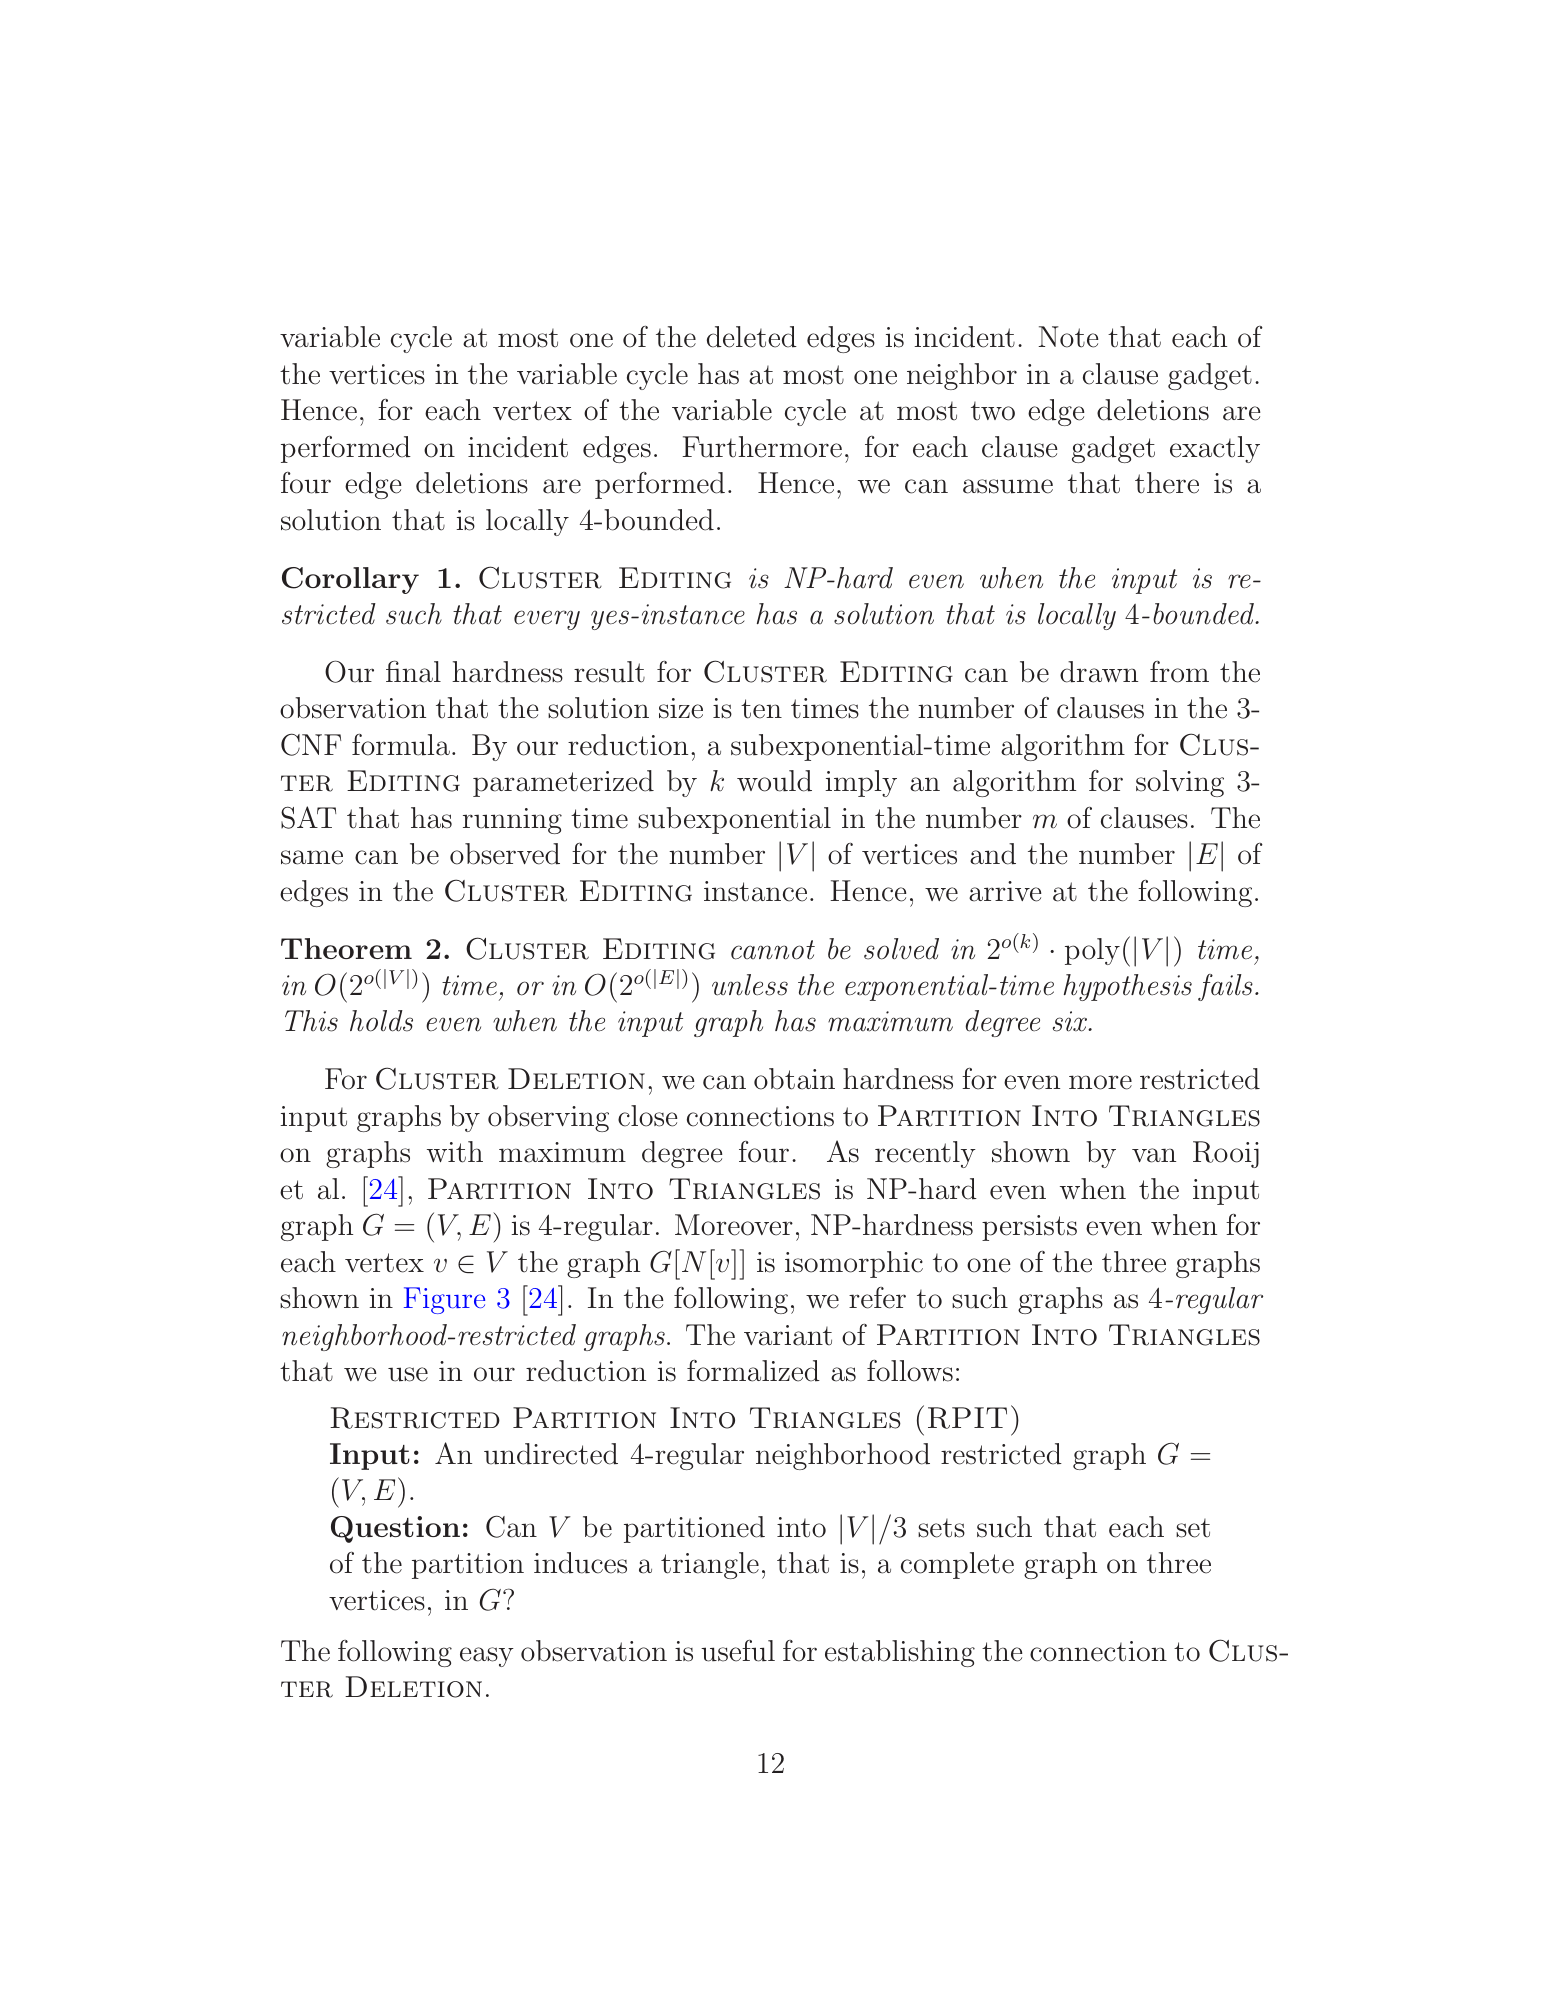 variable cycle at most one of the deleted edges is incident. Note that each of
the vertices in the variable cycle has at most one neighbor in a clause gadget.
Hence, for each vertex of the variable cycle at most two edge deletions are
performed on incident edges. Furthermore, for each clause gadget exactly
four edge deletions are performed. Hence, we can assume that there is a
solution that is locally 4-bounded.
Corollary 1. Cluster Editing is NP-hard even when the input is re-
stricted such that every yes-instance has a solution that is locally 4-bounded.
Our final hardness result for Cluster Editing can be drawn from the
observation that the solution size is ten times the number of clauses in the 3-
CNF formula. By our reduction, a subexponential-time algorithm for Clus-
ter Editing parameterized by k would imply an algorithm for solving 3-
SAT that has running time subexponential in the number m of clauses. The
same can be observed for the number |V| of vertices and the number |E| of
edges in the Cluster Editing instance. Hence, we arrive at the following.
Theorem 2. Cluster Editing cannot be solved in 2^{o(k)} · poly(|V|) time,
in O(2^{o(|V|)}) time, or in O(2^{o(|E|)}) unless the exponential-time hypothesis fails.
This holds even when the input graph has maximum degree six.
For Cluster Deletion, we can obtain hardness for even more restricted
input graphs by observing close connections to Partition Into Triangles
on graphs with maximum degree four. As recently shown by van Rooij
et al. [24], Partition Into Triangles is NP-hard even when the input
graph G = (V, E) is 4-regular. Moreover, NP-hardness persists even when for
each vertex v ∈ V the graph G[N[v]] is isomorphic to one of the three graphs
shown in Figure 3 [24]. In the following, we refer to such graphs as 4-regular
neighborhood-restricted graphs. The variant of Partition Into Triangles
that we use in our reduction is formalized as follows:
Restricted Partition Into Triangles (RPIT)
Input: An undirected 4-regular neighborhood restricted graph G =
(V, E).
Question: Can V be partitioned into |V|/3 sets such that each set
of the partition induces a triangle, that is, a complete graph on three
vertices, in G?
The following easy observation is useful for establishing the connection to Clus-
ter Deletion.
12